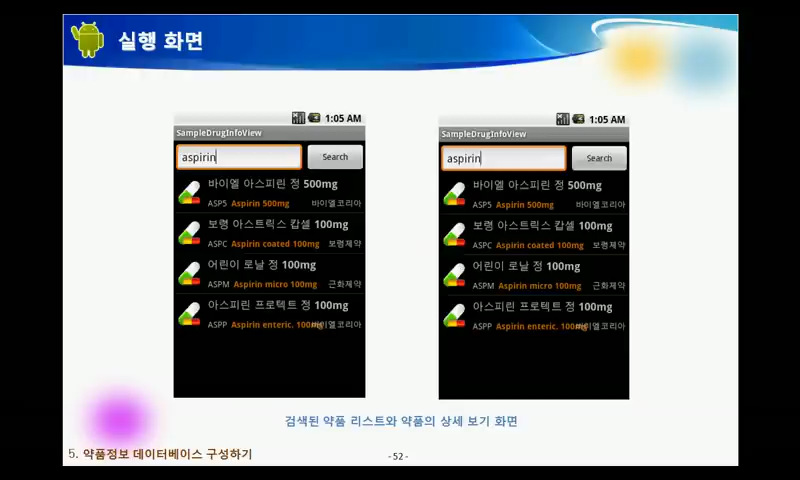 실행 화면
1:05 AM
SampleDrugInfoView
aspirin
Search
바이엘 아스피린 정 500mg
ASP5 Aspirin 500mg 바이엘코리아
보령 아스트릭스 캅셀 100mg
ASPC Aspirin coated 100mg 보령제약
어린이 로날 정 100mg
ASPM Aspirin micro 100mg 근화제약
아스피린 프로텍트 정 100mg
ASPP Aspirin enteric. 100mg 바이엘코리아
1:05 AM
SampleDrugInfoView
aspirin
Search
바이엘 아스피린 정 500mg
ASP5 Aspirin 500mg 바이엘코리아
보령 아스트릭스 캅셀 100mg
ASPC Aspirin coated 100mg 보령제약
어린이 로날 정 100mg
ASPM Aspirin micro 100mg 근화제약
아스피린 프로텍트 정 100mg
ASPP Aspirin enteric. 100mg 바이엘코리아
검색된 약품 리스트와 약품의 상세 보기 화면
5. 약품정보 데이터베이스 구성하기
- 52 -